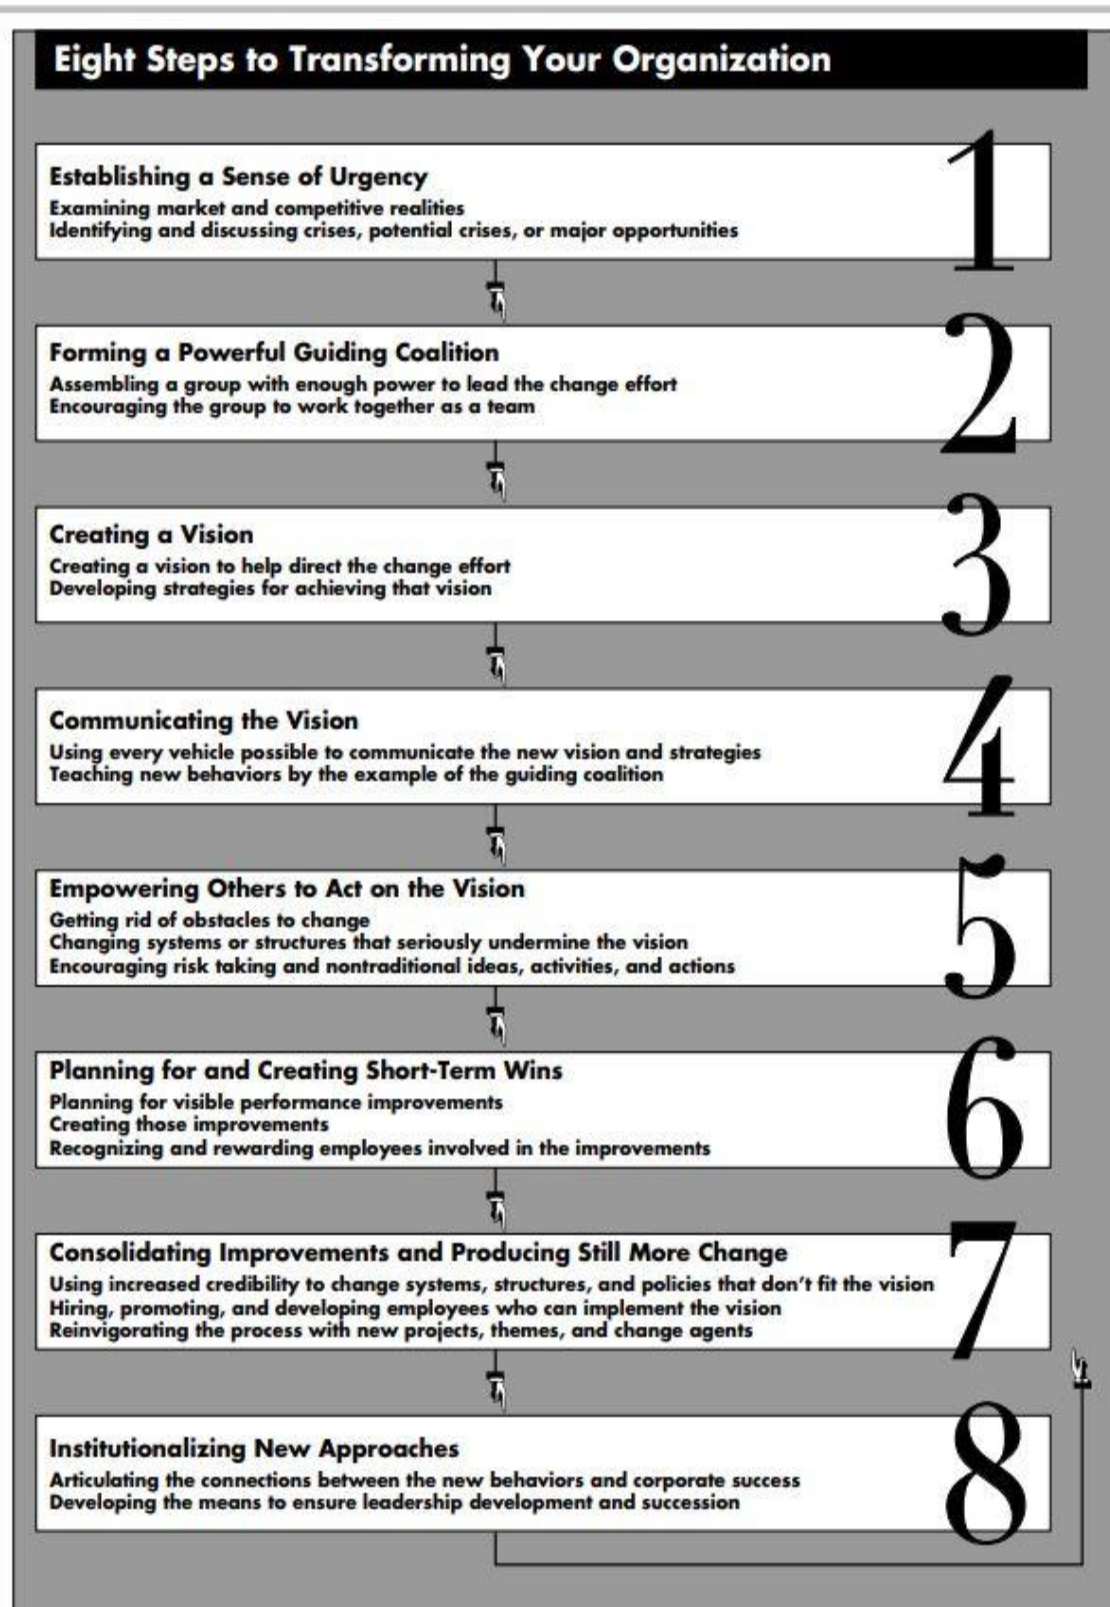 Eight Steps to Transforming Your Organization
1
Establishing a Sense of Urgency
Examining market and competitive realities
Identifying and discussing crises, potential crises, or major opportunities
2
Forming a Powerful Guiding Coalition
Assembling a group with enough power to lead the change effort
Encouraging the group to work together as a team
3
Creating a Vision
Creating a vision to help direct the change effort
Developing strategies for achieving that vision
4
Communicating the Vision
Using every vehicle possible to communicate the new vision and strategies
Teaching new behaviors by the example of the guiding coalition
5
Empowering Others to Act on the Vision
Getting rid of obstacles to change
Changing systems or structures that seriously undermine the vision
Encouraging risk taking and nontraditional ideas, activities, and actions
6
Planning for and Creating Short-Term Wins
Planning for visible performance improvements
Creating those improvements
Recognizing and rewarding employees involved in the improvements
7
Consolidating Improvements and Producing Still More Change
Using increased credibility to change systems, structures, and policies that don't fit the vision
Hiring, promoting, and developing employees who can implement the vision
Reinvigorating the process with new projects, themes, and change agents
8
Institutionalizing New Approaches
Articulating the connections between the new behaviors and corporate success
Developing the means to ensure leadership development and succession